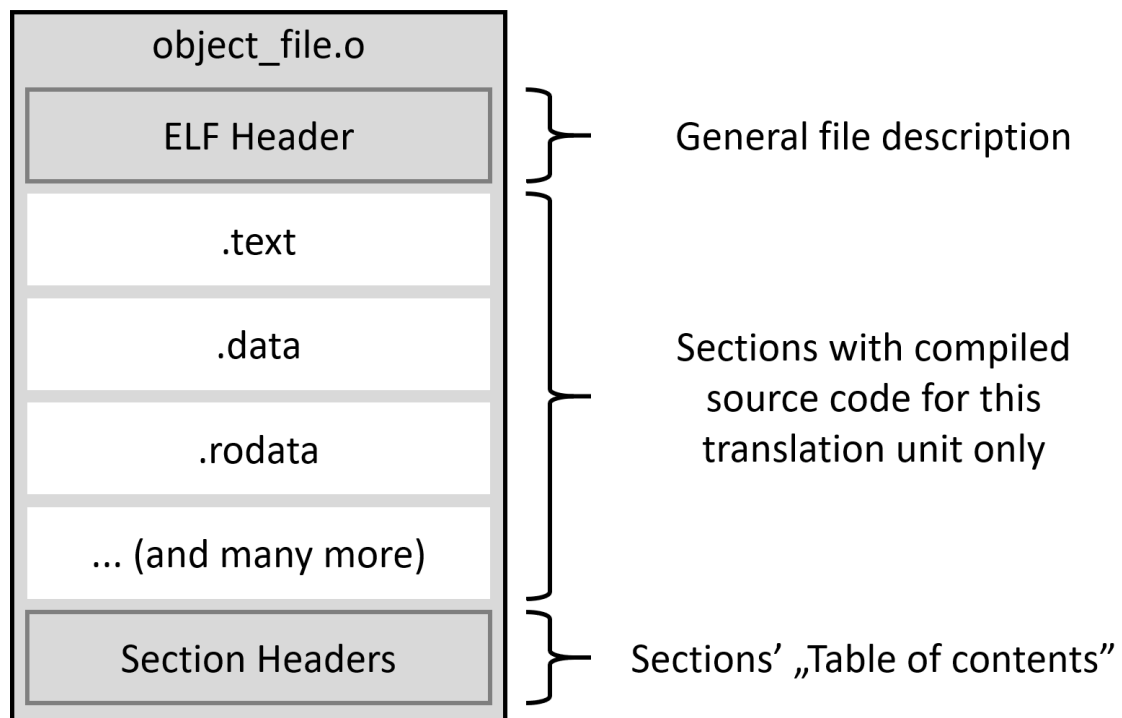 object_file.o
ELF Header
General file description
.text
.data
.rodata
... (and many more)
Sections with compiled
source code for this
translation unit only
Section Headers
Sections’ „Table of contents”